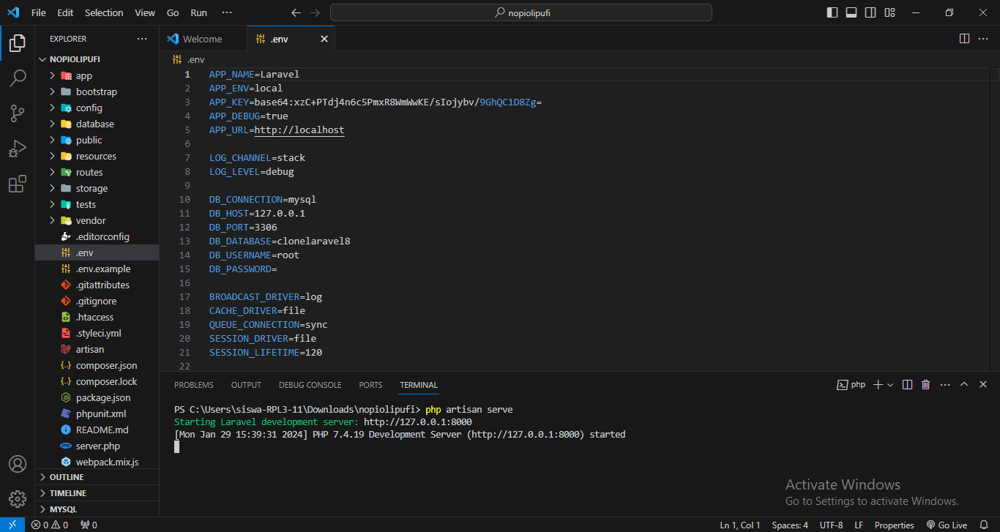 File Edit Selection View Go Run ···
nopiolipufi
EXPLORER ···
NOPIOLIPUFI
app
bootstrap
config
database
public
resources
routes
storage
tests
vendor
.editorconfig
.env
.env.example
.gitattributes
.gitignore
.htaccess
.styleci.yml
artisan
composer.json
composer.lock
package.json
phpunit.xml
README.md
server.php
webpack.mix.js
OUTLINE
TIMELINE
MYSQL
Welcome .env
.env
1 APP_NAME=Laravel
2 APP_ENV=local
3 APP_KEY=base64:xzC+PTdj4n6c5PmxR8WmWwKE/sIojybv/9GhQC1D8Zg=
4 APP_DEBUG=true
5 APP_URL=http://localhost
6
7 LOG_CHANNEL=stack
8 LOG_LEVEL=debug
9
10 DB_CONNECTION=mysql
11 DB_HOST=127.0.0.1
12 DB_PORT=3306
13 DB_DATABASE=clonelaravel8
14 DB_USERNAME=root
15 DB_PASSWORD=
16
17 BROADCAST_DRIVER=log
18 CACHE_DRIVER=file
19 QUEUE_CONNECTION=sync
20 SESSION_DRIVER=file
21 SESSION_LIFETIME=120
22
PROBLEMS OUTPUT DEBUG CONSOLE PORTS TERMINAL
php
PS C:\Users\siswa-RPL3-11\Downloads\nopiolipufi> php artisan serve
Starting Laravel development server: http://127.0.0.1:8000
[Mon Jan 29 15:39:31 2024] PHP 7.4.19 Development Server (http://127.0.0.1:8000) started
Activate Windows
Go to Settings to activate Windows.
0 0 0
Ln 1, Col 1 Spaces: 4 UTF-8 LF Properties Go Live